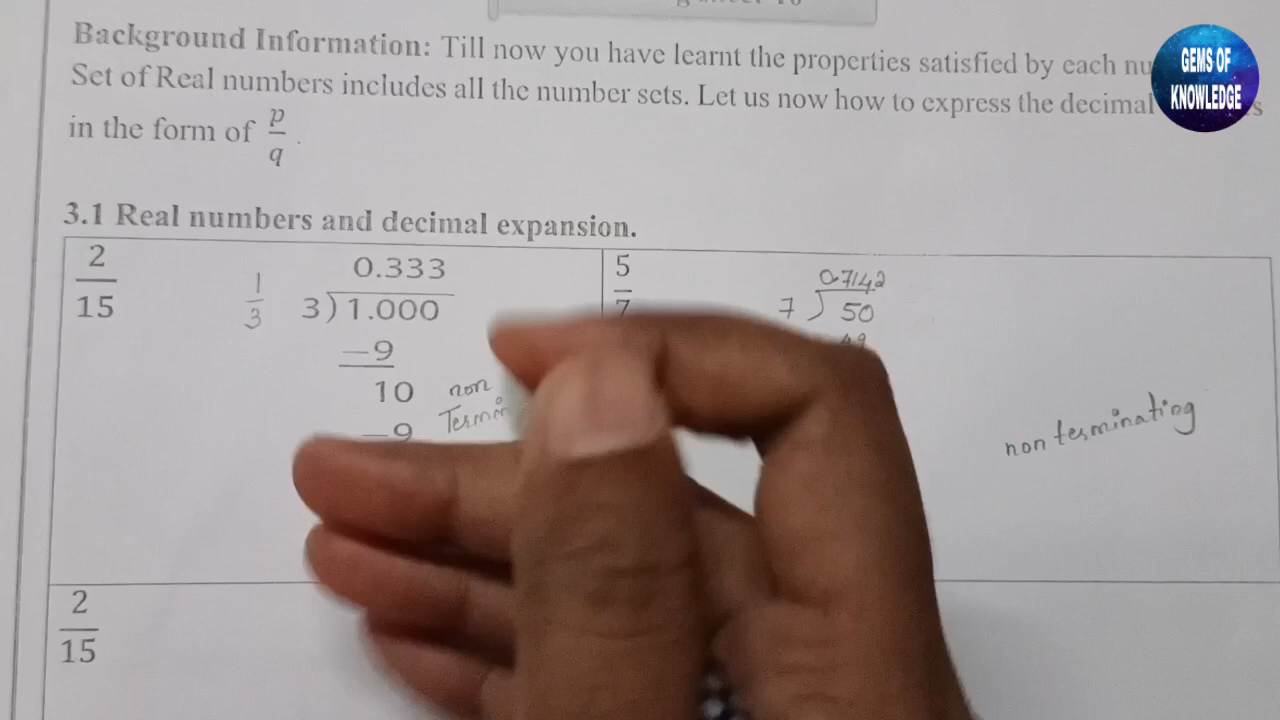 Background Information: Till now you have learnt the properties satisfied by each
Set of Real numbers includes all the number sets. Let us now how to express the decimal
in the form of p/q .
GEMS OF
KNOWLEDGE
3.1 Real numbers and decimal expansion.
2/15
1/3
0.333
3)1.000
−9
10
−9
non
5/7
0.7142
7)50
49
non terminating
2/15